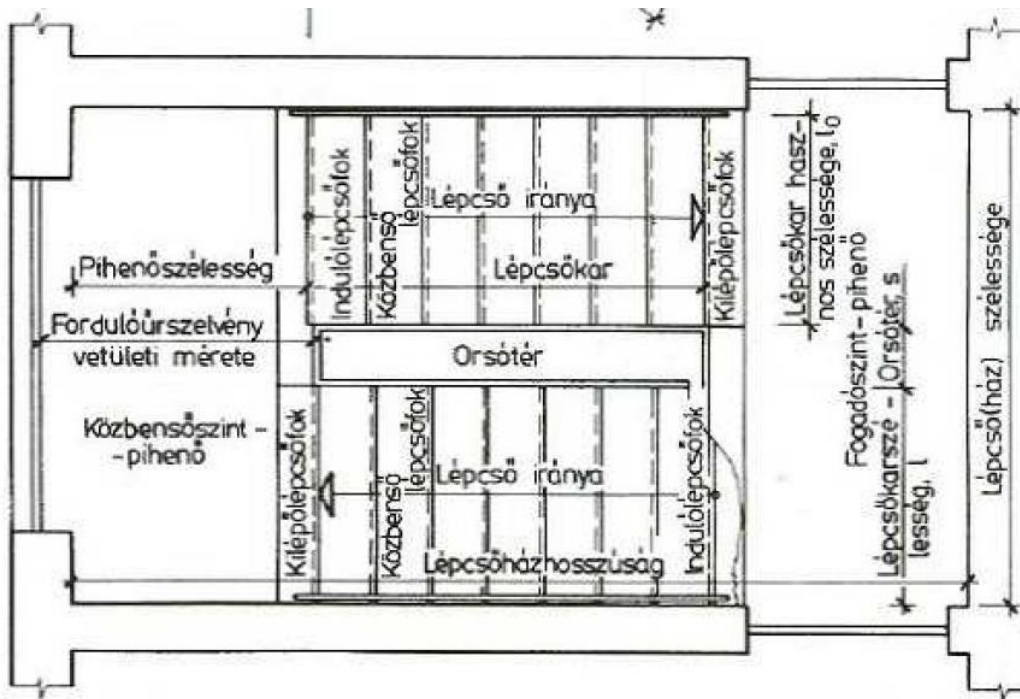 Indulólépcsőfok
Közbenső
lépcsőfok
Lépcső iránya
Kilépőlépcsőfok
Lépcsőkar hasz-
nos szélessége, l₀
Pihenőszélesség
Lépcsőkar
Fordulóűrszelvény
vetületi mérete
Orsótér
Közbensőszint-
-pihenő
Kilépőlépcsőfok
Közbenső
lépcsőfok
Lépcső iránya
Indulólépcsőfok
Lépcsőházhosszúság
Fogadószint-pihenő
Lépcsőkarszé-
lesség, l
Orsótér, s
Lépcső(ház) szélessége